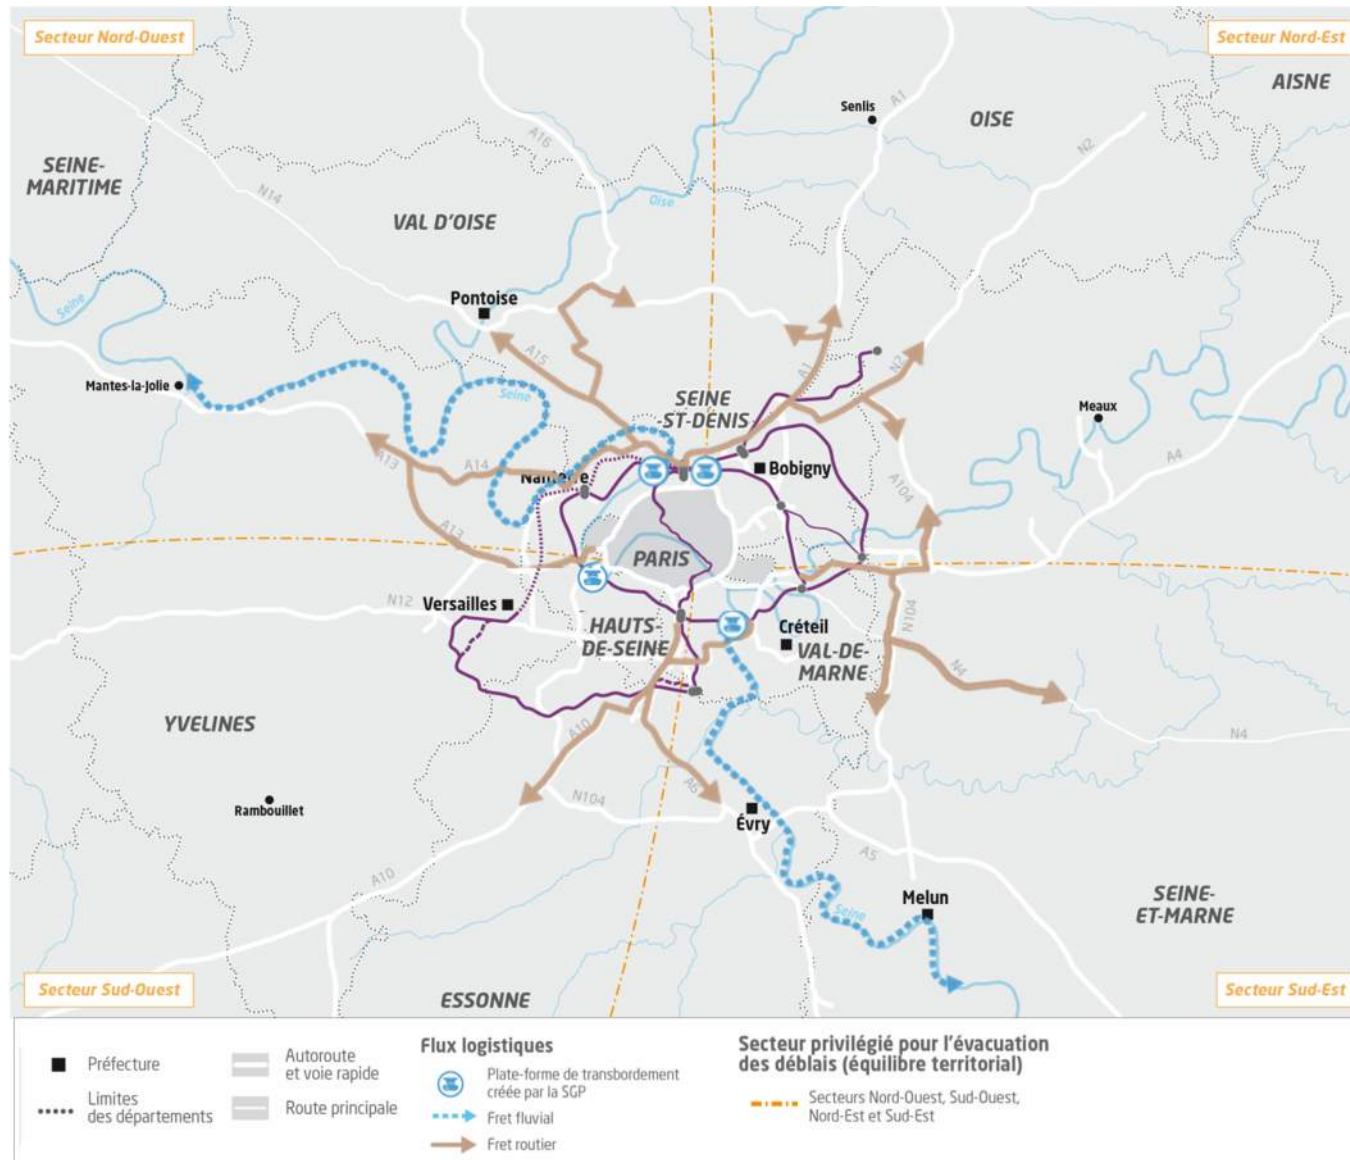 Secteur Nord-Ouest
Secteur Nord-Est
AISNE
Senlis
A1
OISE
A16
N2
SEINE-
MARITIME
N14
Oise
VAL D'OISE
Seine
Pontoise
A15
A1
N2
Mantes-la-Jolie
Seine
SEINE
-ST-DENIS
Meaux
A13
A14
Nanterre
Bobigny
A4
A104
A13
PARIS
N12
Versailles
HAUTS-
DE-SEINE
Créteil
VAL-DE-
MARNE
N104
N4
YVELINES
A10
N4
A6
Rambouillet
N104
Évry
A5
A10
Melun
Seine
SEINE-
ET-MARNE
Secteur Sud-Ouest
ESSONNE
Secteur Sud-Est
Préfecture
Limites
des départements
Autoroute
et voie rapide
Route principale
Flux logistiques
Plate-forme de transbordement
créée par la SGP
Fret fluvial
Fret routier
Secteur privilégié pour l'évacuation
des déblais (équilibre territorial)
Secteurs Nord-Ouest, Sud-Ouest,
Nord-Est et Sud-Est